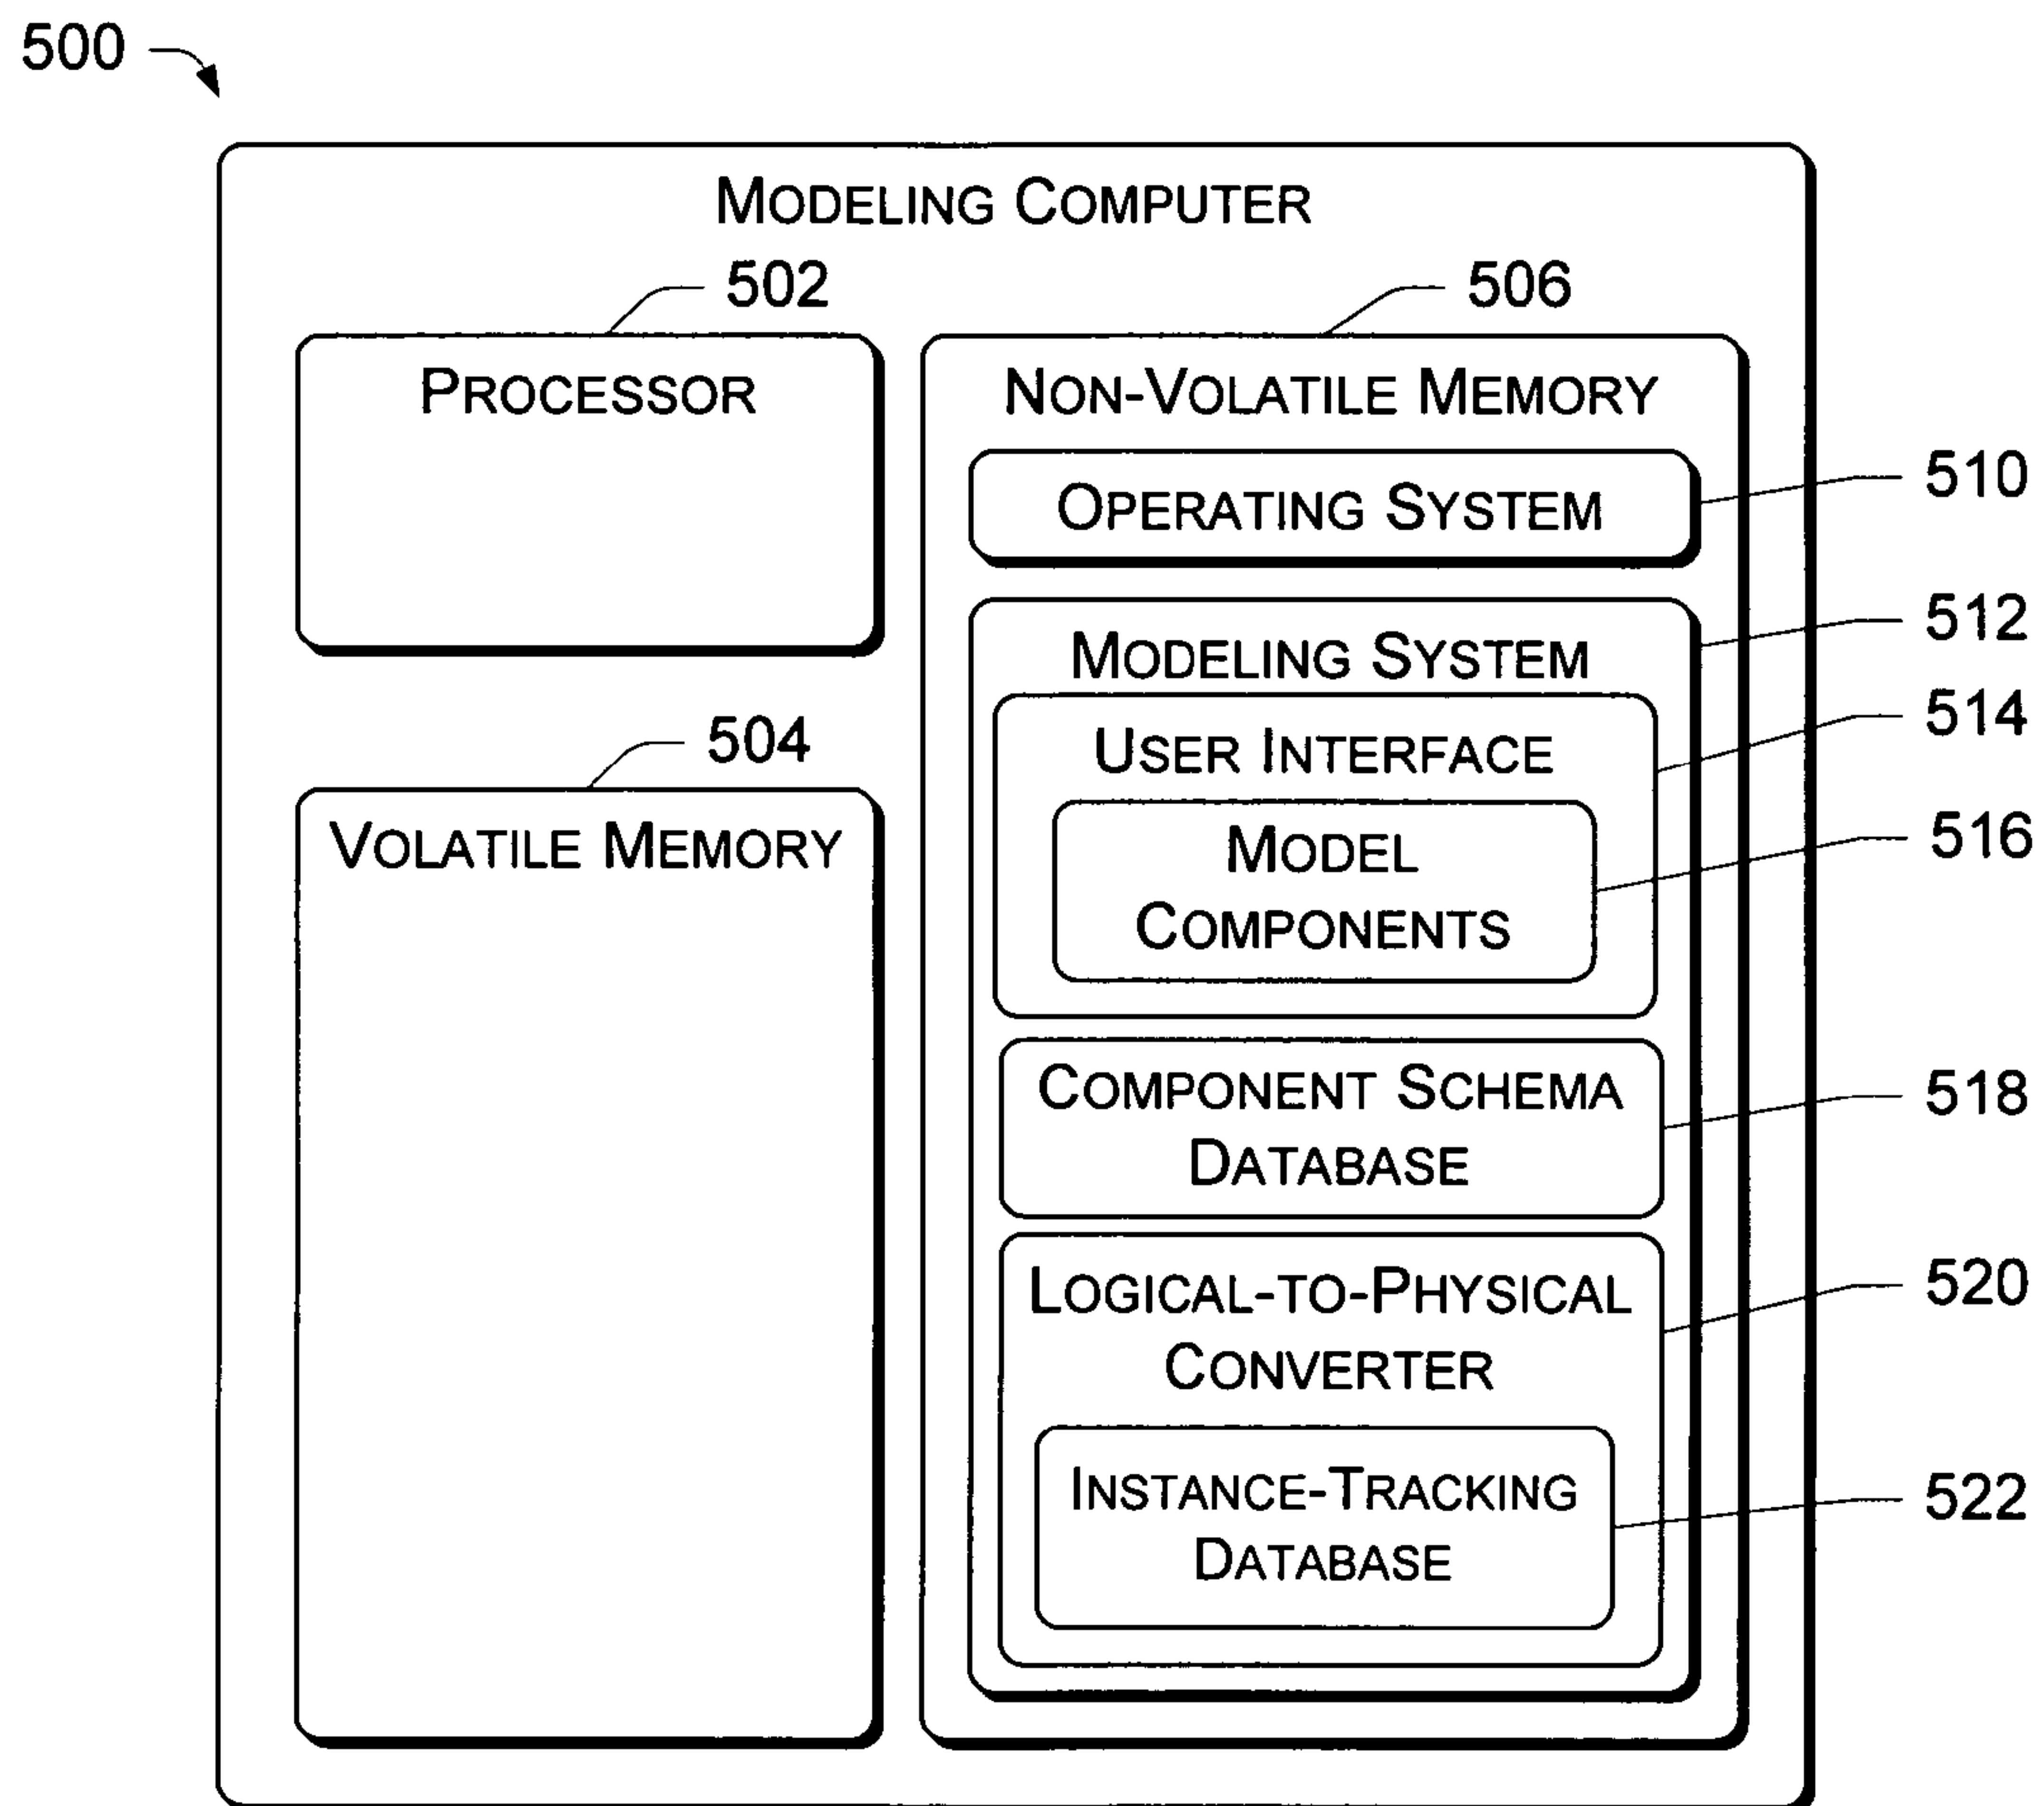 500
MODELING COMPUTER
502
506
PROCESSOR
NON-VOLATILE MEMORY
510
OPERATING SYSTEM
512
MODELING SYSTEM
514
USER INTERFACE
504
VOLATILE MEMORY
516
MODEL
COMPONENTS
518
COMPONENT SCHEMA
DATABASE
520
LOGICAL-TO-PHYSICAL
CONVERTER
522
INSTANCE-TRACKING
DATABASE